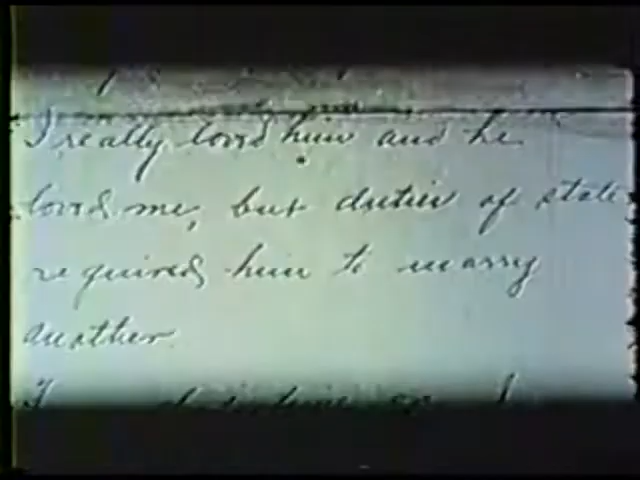 I really loved him and he
loved me, but duties of state
required him to marry
another.